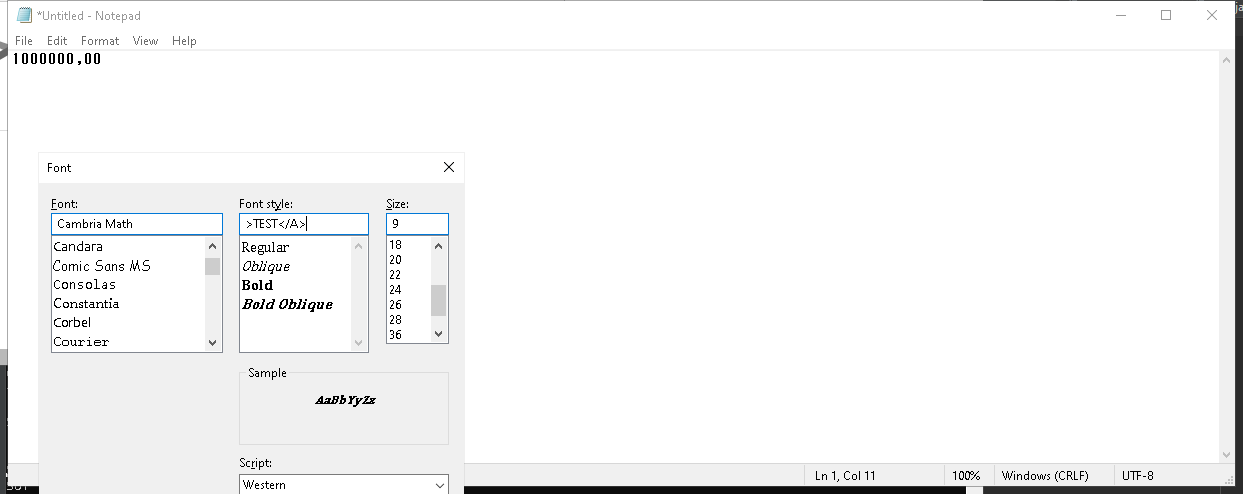 *Untitled - Notepad
File Edit Format View Help
1000000,00
Font
Font: Font style: Size:
Cambria Math >TEST</A> 9
Candara Regular 18
Comic Sans MS Oblique 20
Consolas Bold 22
Constantia Bold Oblique 24
Corbel 26
Courier 28
36
Sample
AaBbYyZz
Script:
Western
Ln 1, Col 11 100% Windows (CRLF) UTF-8